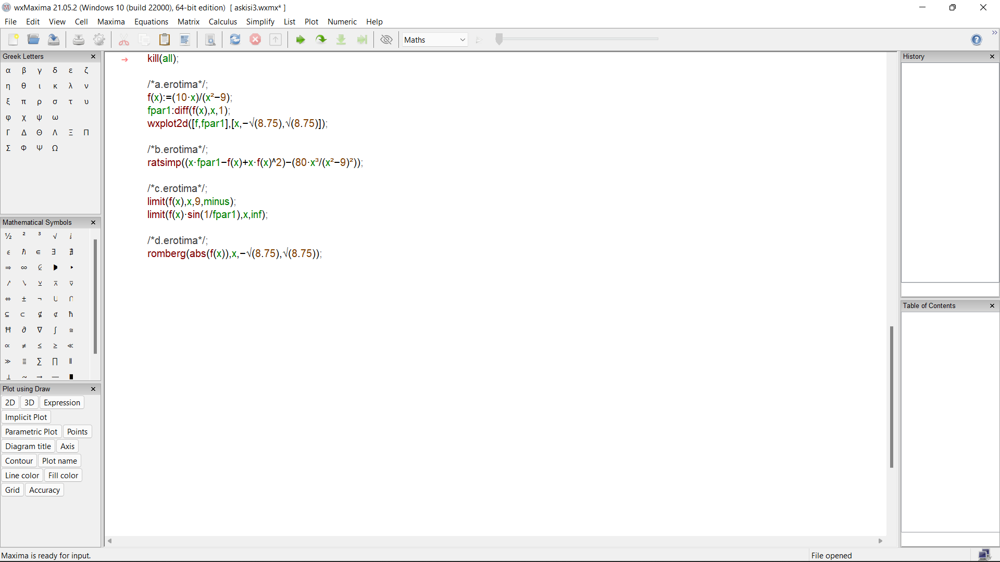 wxMaxima 21.05.2 (Windows 10 (build 22000), 64-bit edition) [ askisi3.wxmx* ]
File Edit View Cell Maxima Equations Matrix Calculus Simplify List Plot Numeric Help
Maths
Greek Letters
α β γ δ ε ζ
η θ ι κ λ ν
ξ π ρ σ τ υ
φ χ ψ ω
Γ Δ Θ Λ Ξ Π
Σ Φ Ψ Ω
Mathematical Symbols
½ ² ³ √ ⅈ
ϵ ℏ ∈ ∃ ∄
⇒ ∞
⊻ ⊼ ⊽
⇔ ± ¬ ∪ ∩
⊆ ⊂ ⊄ ħ
Ħ ∂ ∇ ∫ ≅
∝ ≠ ≤ ≥ ≪
≫ ≣ ∑ ∏ ∥
⊥ ~ → — ▮
Plot using Draw
2D 3D Expression
Implicit Plot
Parametric Plot Points
Diagram title Axis
Contour Plot name
Line color Fill color
Grid Accuracy
kill(all);
/*a.erotima*/;
f(x):=(10·x)/(x²−9);
fpar1:diff(f(x),x,1);
wxplot2d([f,fpar1],[x,−√(8.75),√(8.75)]);
/*b.erotima*/;
ratsimp((x·fpar1−f(x)+x·f(x)^2)−(80·x³/(x²−9)²));
/*c.erotima*/;
limit(f(x),x,9,minus);
limit(f(x)·sin(1/fpar1),x,inf);
/*d.erotima*/;
romberg(abs(f(x)),x,−√(8.75),√(8.75));
History
Table of Contents
Maxima is ready for input.
File opened